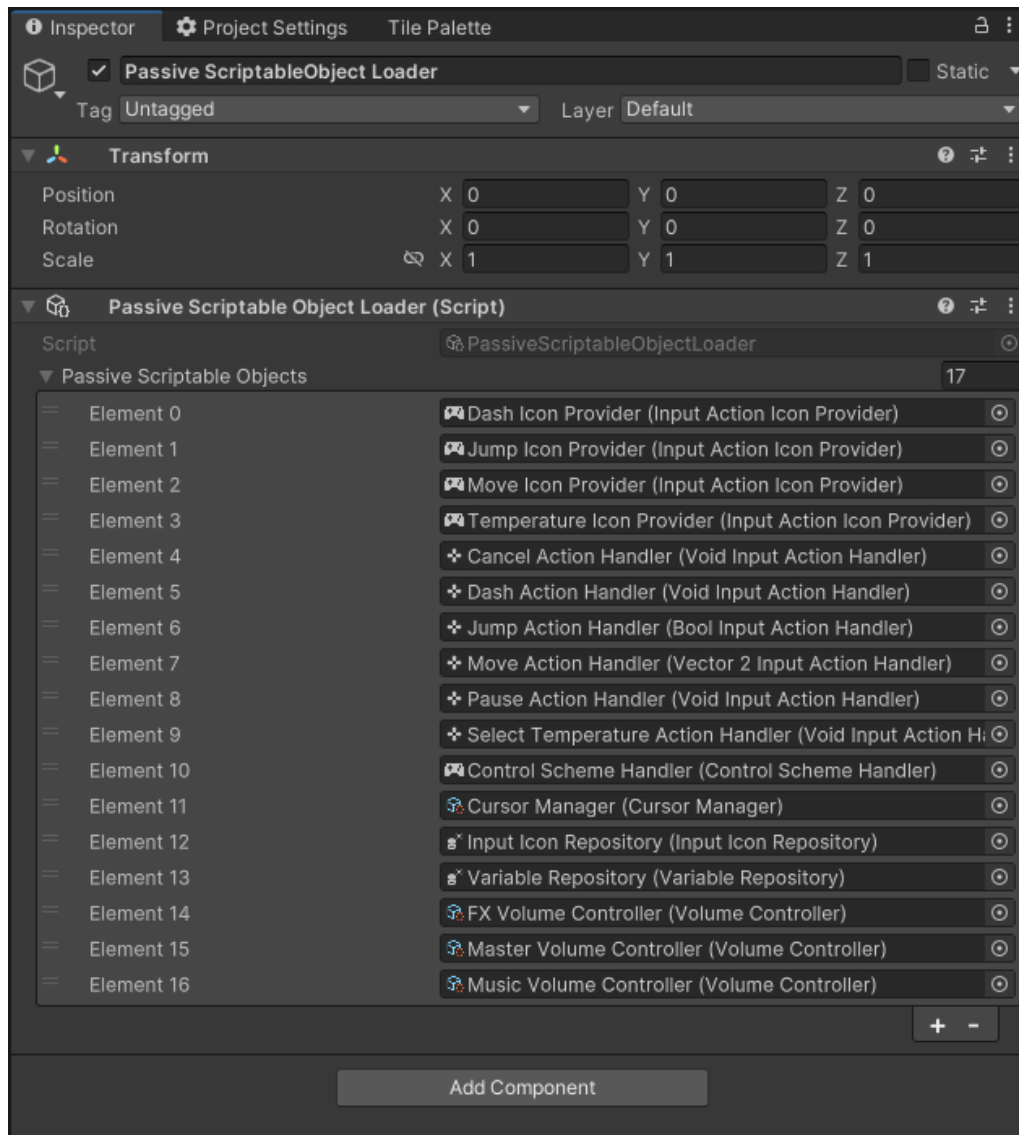 Inspector Project Settings Tile Palette
Passive ScriptableObject Loader Static
Tag Untagged Layer Default
Transform
Position X 0 Y 0 Z 0
Rotation X 0 Y 0 Z 0
Scale X 1 Y 1 Z 1
Passive Scriptable Object Loader (Script)
Script PassiveScriptableObjectLoader
Passive Scriptable Objects 17
Element 0 Dash Icon Provider (Input Action Icon Provider)
Element 1 Jump Icon Provider (Input Action Icon Provider)
Element 2 Move Icon Provider (Input Action Icon Provider)
Element 3 Temperature Icon Provider (Input Action Icon Provider)
Element 4 Cancel Action Handler (Void Input Action Handler)
Element 5 Dash Action Handler (Void Input Action Handler)
Element 6 Jump Action Handler (Bool Input Action Handler)
Element 7 Move Action Handler (Vector 2 Input Action Handler)
Element 8 Pause Action Handler (Void Input Action Handler)
Element 9 Select Temperature Action Handler (Void Input Action
Element 10 Control Scheme Handler (Control Scheme Handler)
Element 11 Cursor Manager (Cursor Manager)
Element 12 Input Icon Repository (Input Icon Repository)
Element 13 Variable Repository (Variable Repository)
Element 14 FX Volume Controller (Volume Controller)
Element 15 Master Volume Controller (Volume Controller)
Element 16 Music Volume Controller (Volume Controller)
+ -
Add Component